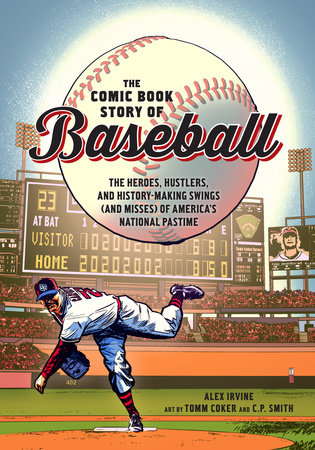 THE
COMIC BOOK
STORY OF
Baseball
THE HEROES, HUSTLERS,
AND HISTORY-MAKING SWINGS
(AND MISSES) OF AMERICA'S
NATIONAL PASTIME
23
AT BAT
VISITOR
HOME
402
ALEX IRVINE
ART BY TOMM COKER AND C.P. SMITH